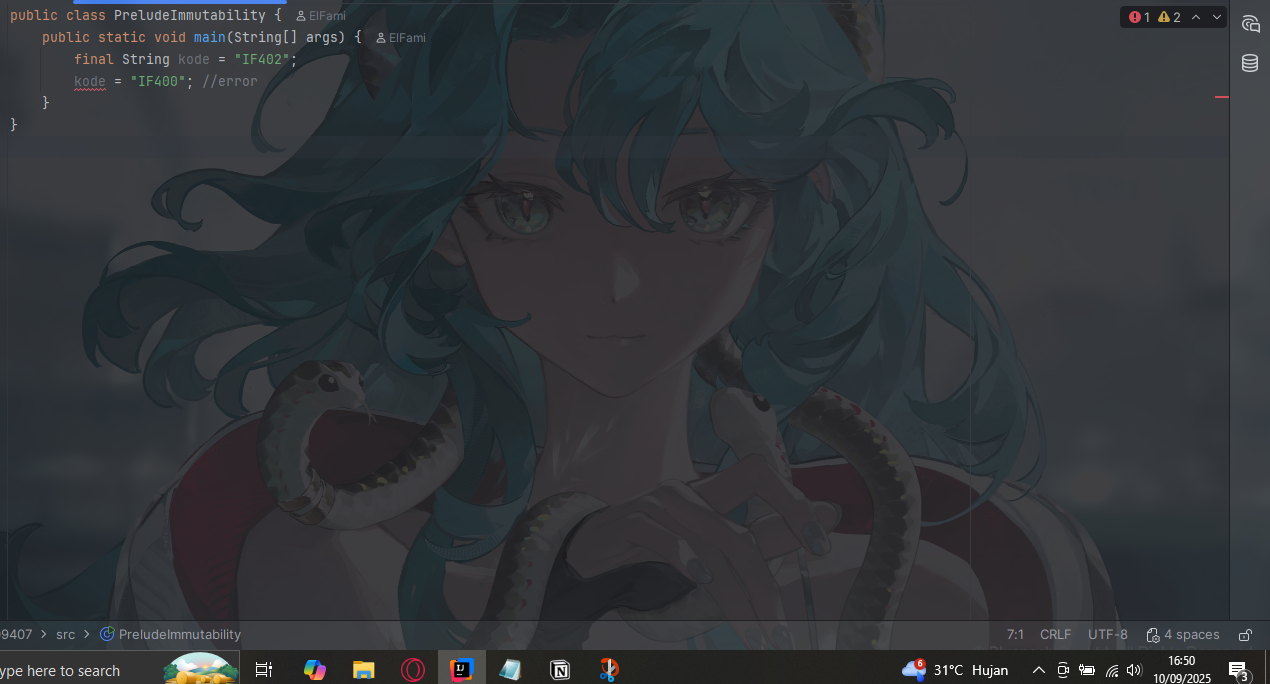 public class PreludeImmutability { ElFami
public static void main(String[] args) { ElFami
final String kode = "IF402";
kode = "IF400"; //error
}
}
1 2
9407 > src > PreludeImmutability
7:1 CRLF UTF-8 4 spaces
ype here to search
6 31°C Hujan
16:50
10/09/2025
3